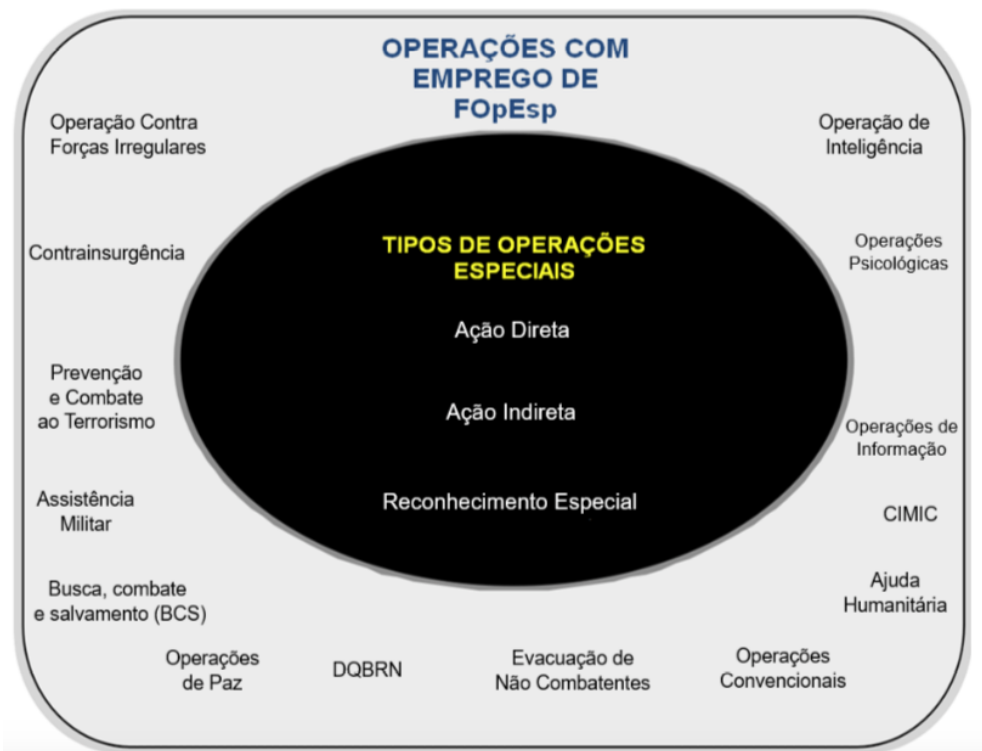 OPERAÇÕES COM
EMPREGO DE
FOpEsp
Operação Contra
Forças Irregulares
Operação de
Inteligência
Contrainsurgência
TIPOS DE OPERAÇÕES
ESPECIAIS
Operações
Psicológicas
Ação Direta
Prevenção
e Combate
ao Terrorismo
Ação Indireta
Operações de
Informação
Assistência
Militar
Reconhecimento Especial
CIMIC
Busca, combate
e salvamento (BCS)
Ajuda
Humanitária
Operações
de Paz
DQBRN
Evacuação de
Não Combatentes
Operações
Convencionais